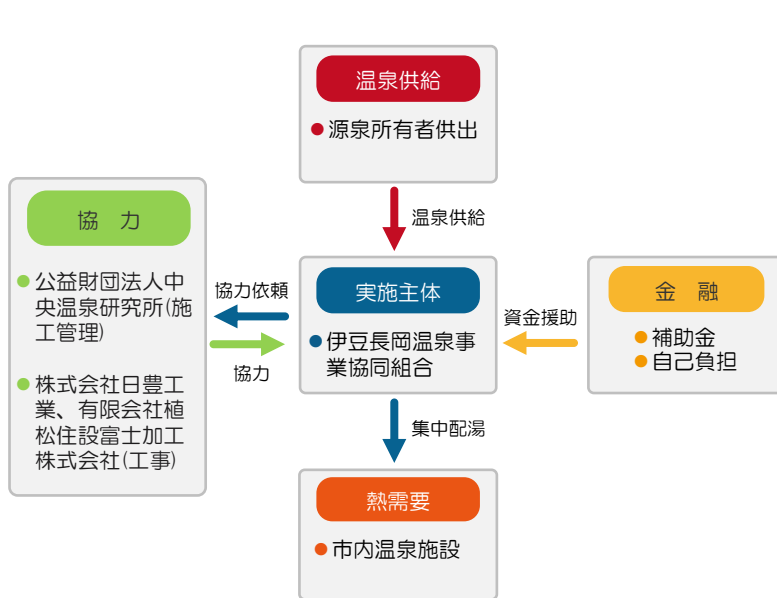 温泉供給
源泉所有者供出
温泉供給
協　力
公益財団法人中
央温泉研究所(施
工管理)
株式会社日豊工
業、有限会社植
松住設富士加工
株式会社(工事)
協力依頼
協力
実施主体
伊豆長岡温泉事
業協同組合
資金援助
金　融
補助金
自己負担
集中配湯
熱需要
市内温泉施設